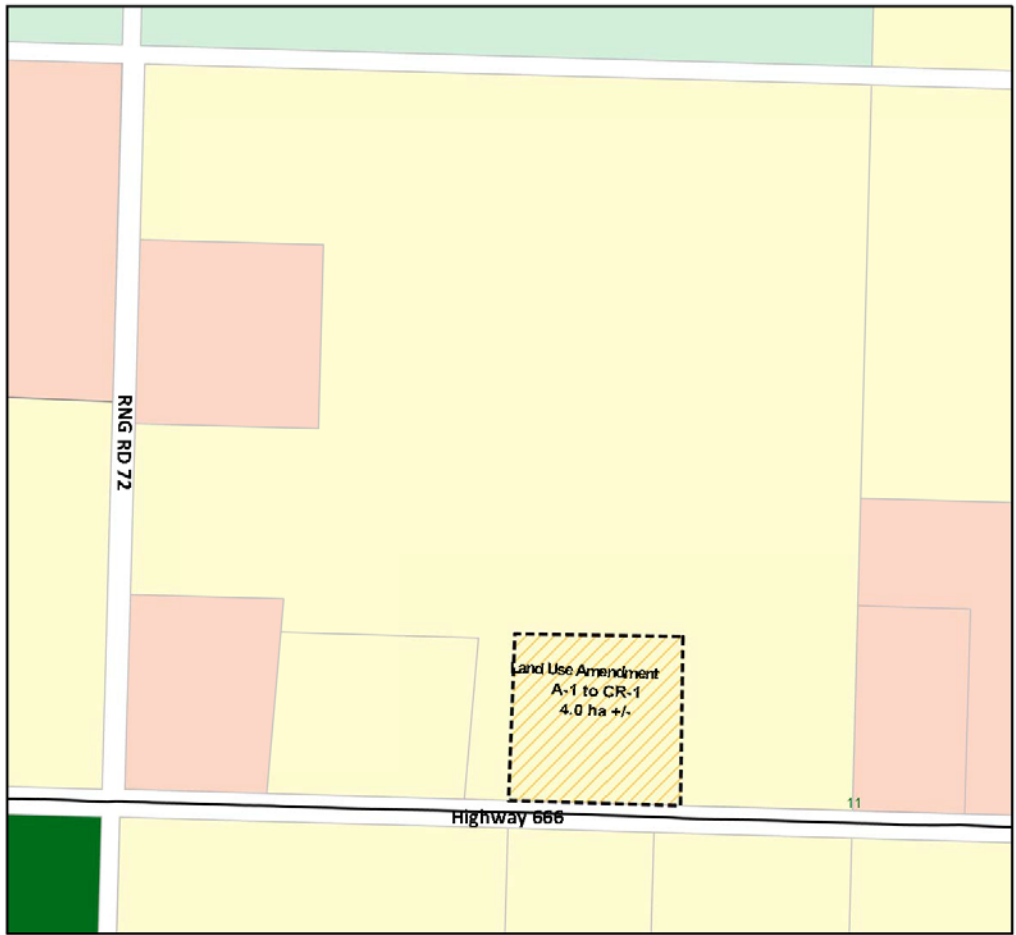 RNG RD 72
Land Use Amendment
A-1 to CR-1
4.0 ha +/-
11
Highway 666